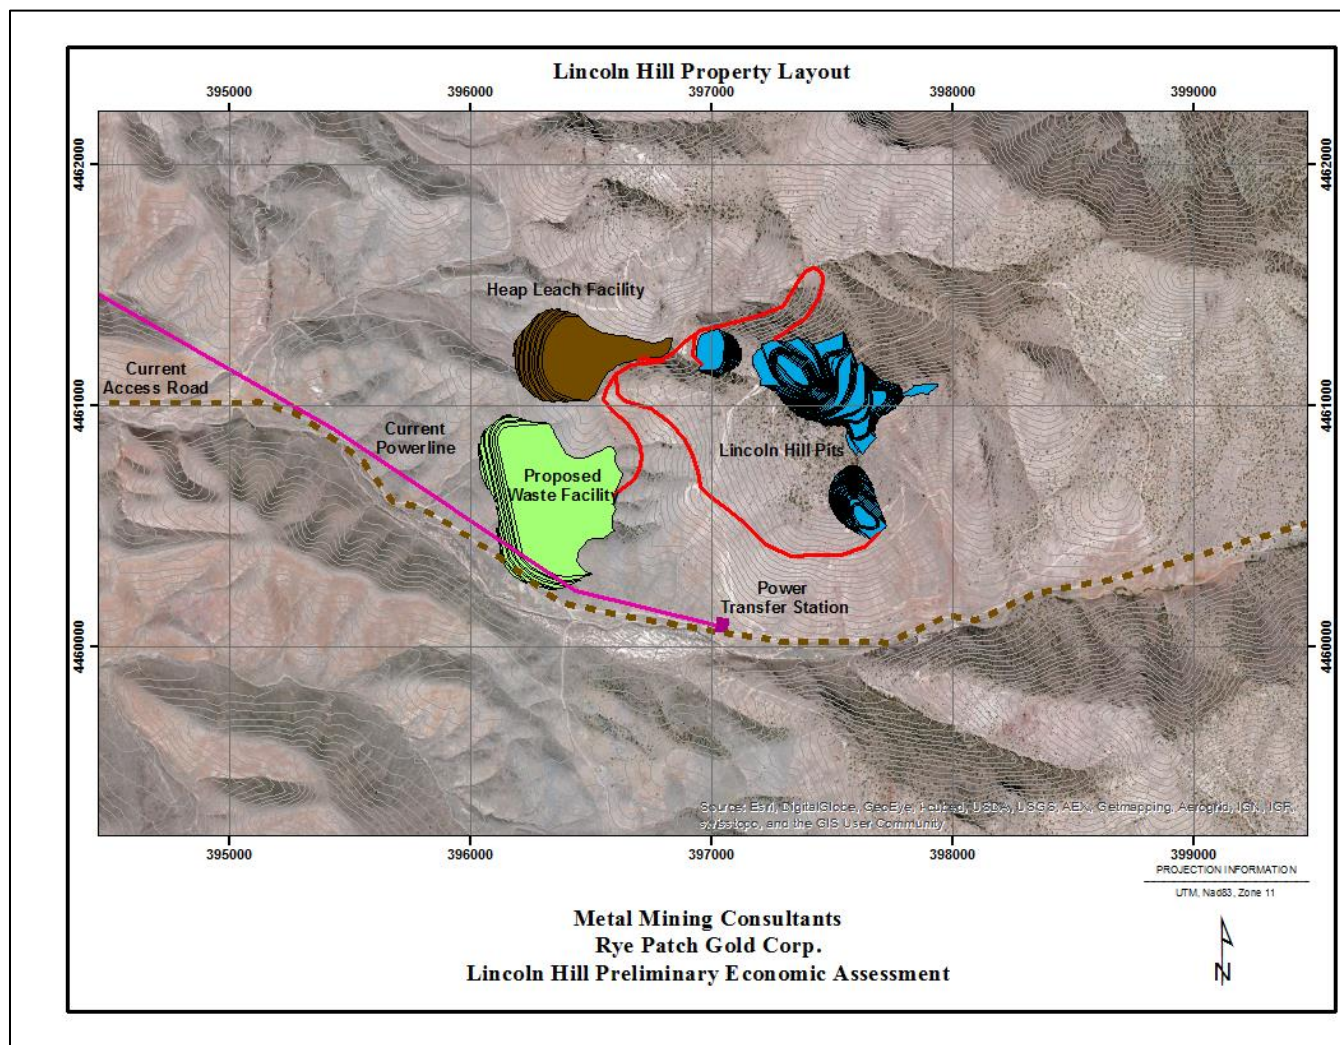 Lincoln Hill Property Layout
395000 396000 397000 398000 399000
4462000 4462000
Heap Leach Facility
Current
Access Road
4461000 4461000
Current
Powerline
Lincoln Hill Pits
Proposed
Waste Facility
Power
Transfer Station
4460000 4460000
Source: Esri, DigitalGlobe, GeoEye, i-cubed, USDA, USGS, AEX, Getmapping, Aerogrid, IGN, IGP,
swisstopo, and the GIS User Community
395000 396000 397000 398000 399000
PROJECTION INFORMATION
UTM, Nad83, Zone 11
Metal Mining Consultants
Rye Patch Gold Corp.
Lincoln Hill Preliminary Economic Assessment
N